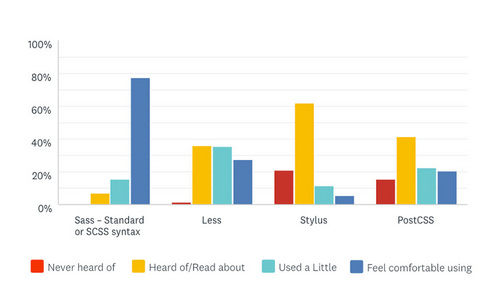 100%
80%
60%
40%
20%
0%
Sass – Standard
or SCSS syntax
Less
Stylus
PostCSS
Never heard of
Heard of/Read about
Used a Little
Feel comfortable using